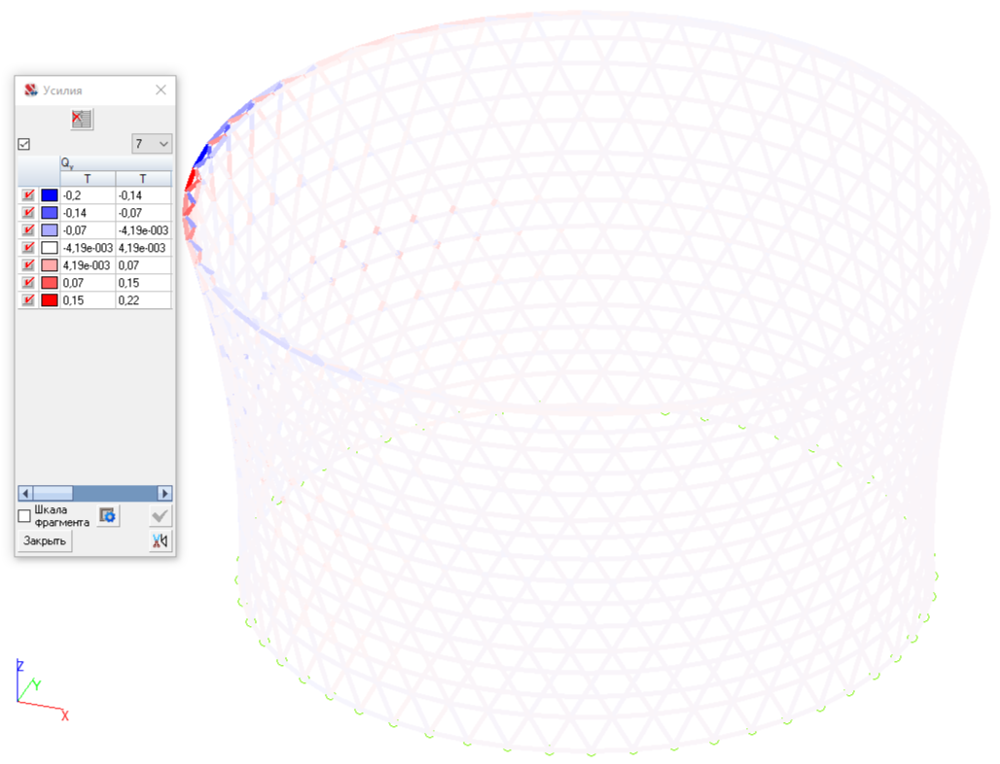 Усилия
7
Qy
T T
-0,2 -0,14
-0,14 -0,07
-0,07 -4,19e-003
-4,19e-003 4,19e-003
4,19e-003 0,07
0,07 0,15
0,15 0,22
Шкала
фрагмента
Закрыть
Z
Y
X